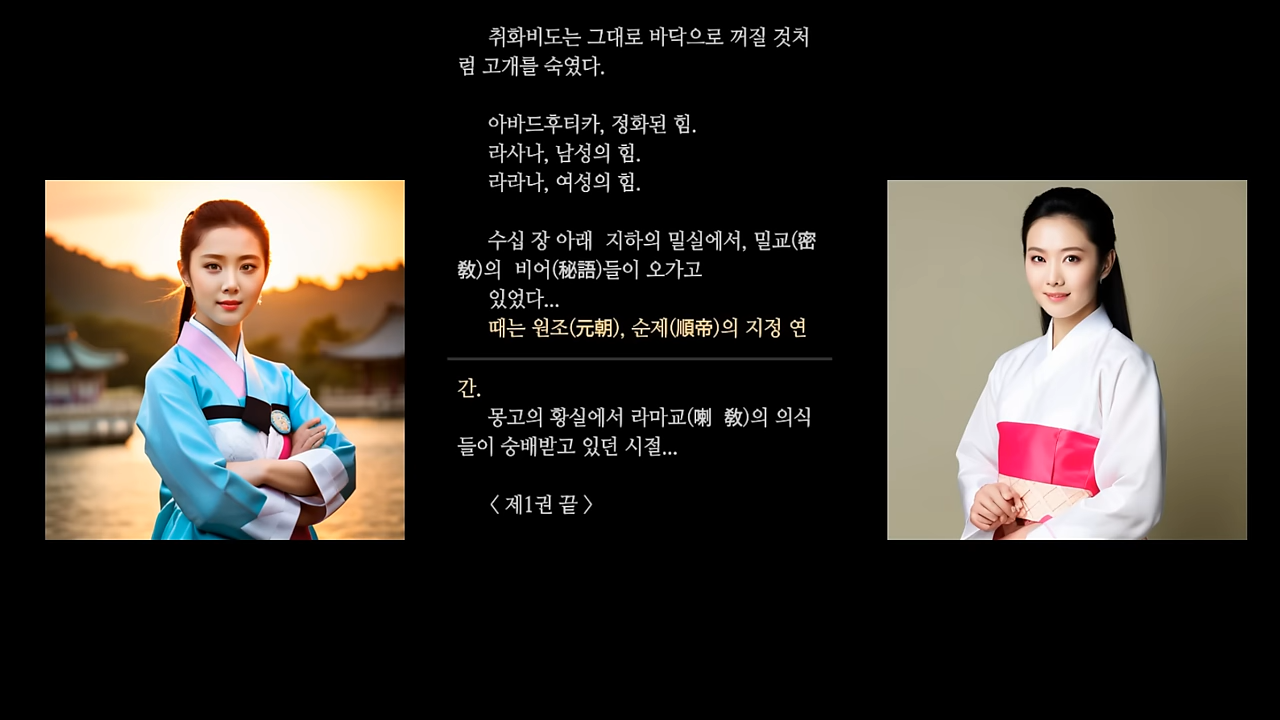 취화비도는 그대로 바닥으로 꺼질 것처
럼 고개를 숙였다.
아바드후티카, 정화된 힘.
라사나, 남성의 힘.
라라나, 여성의 힘.
수십 장 아래 지하의 밀실에서, 밀교(密
敎)의 비어(秘語)들이 오가고
있었다...
때는 원조(元朝), 순제(順帝)의 지정 연
간.
몽고의 황실에서 라마교(喇 敎)의 의식
들이 숭배받고 있던 시절...
〈 제1권 끝 〉